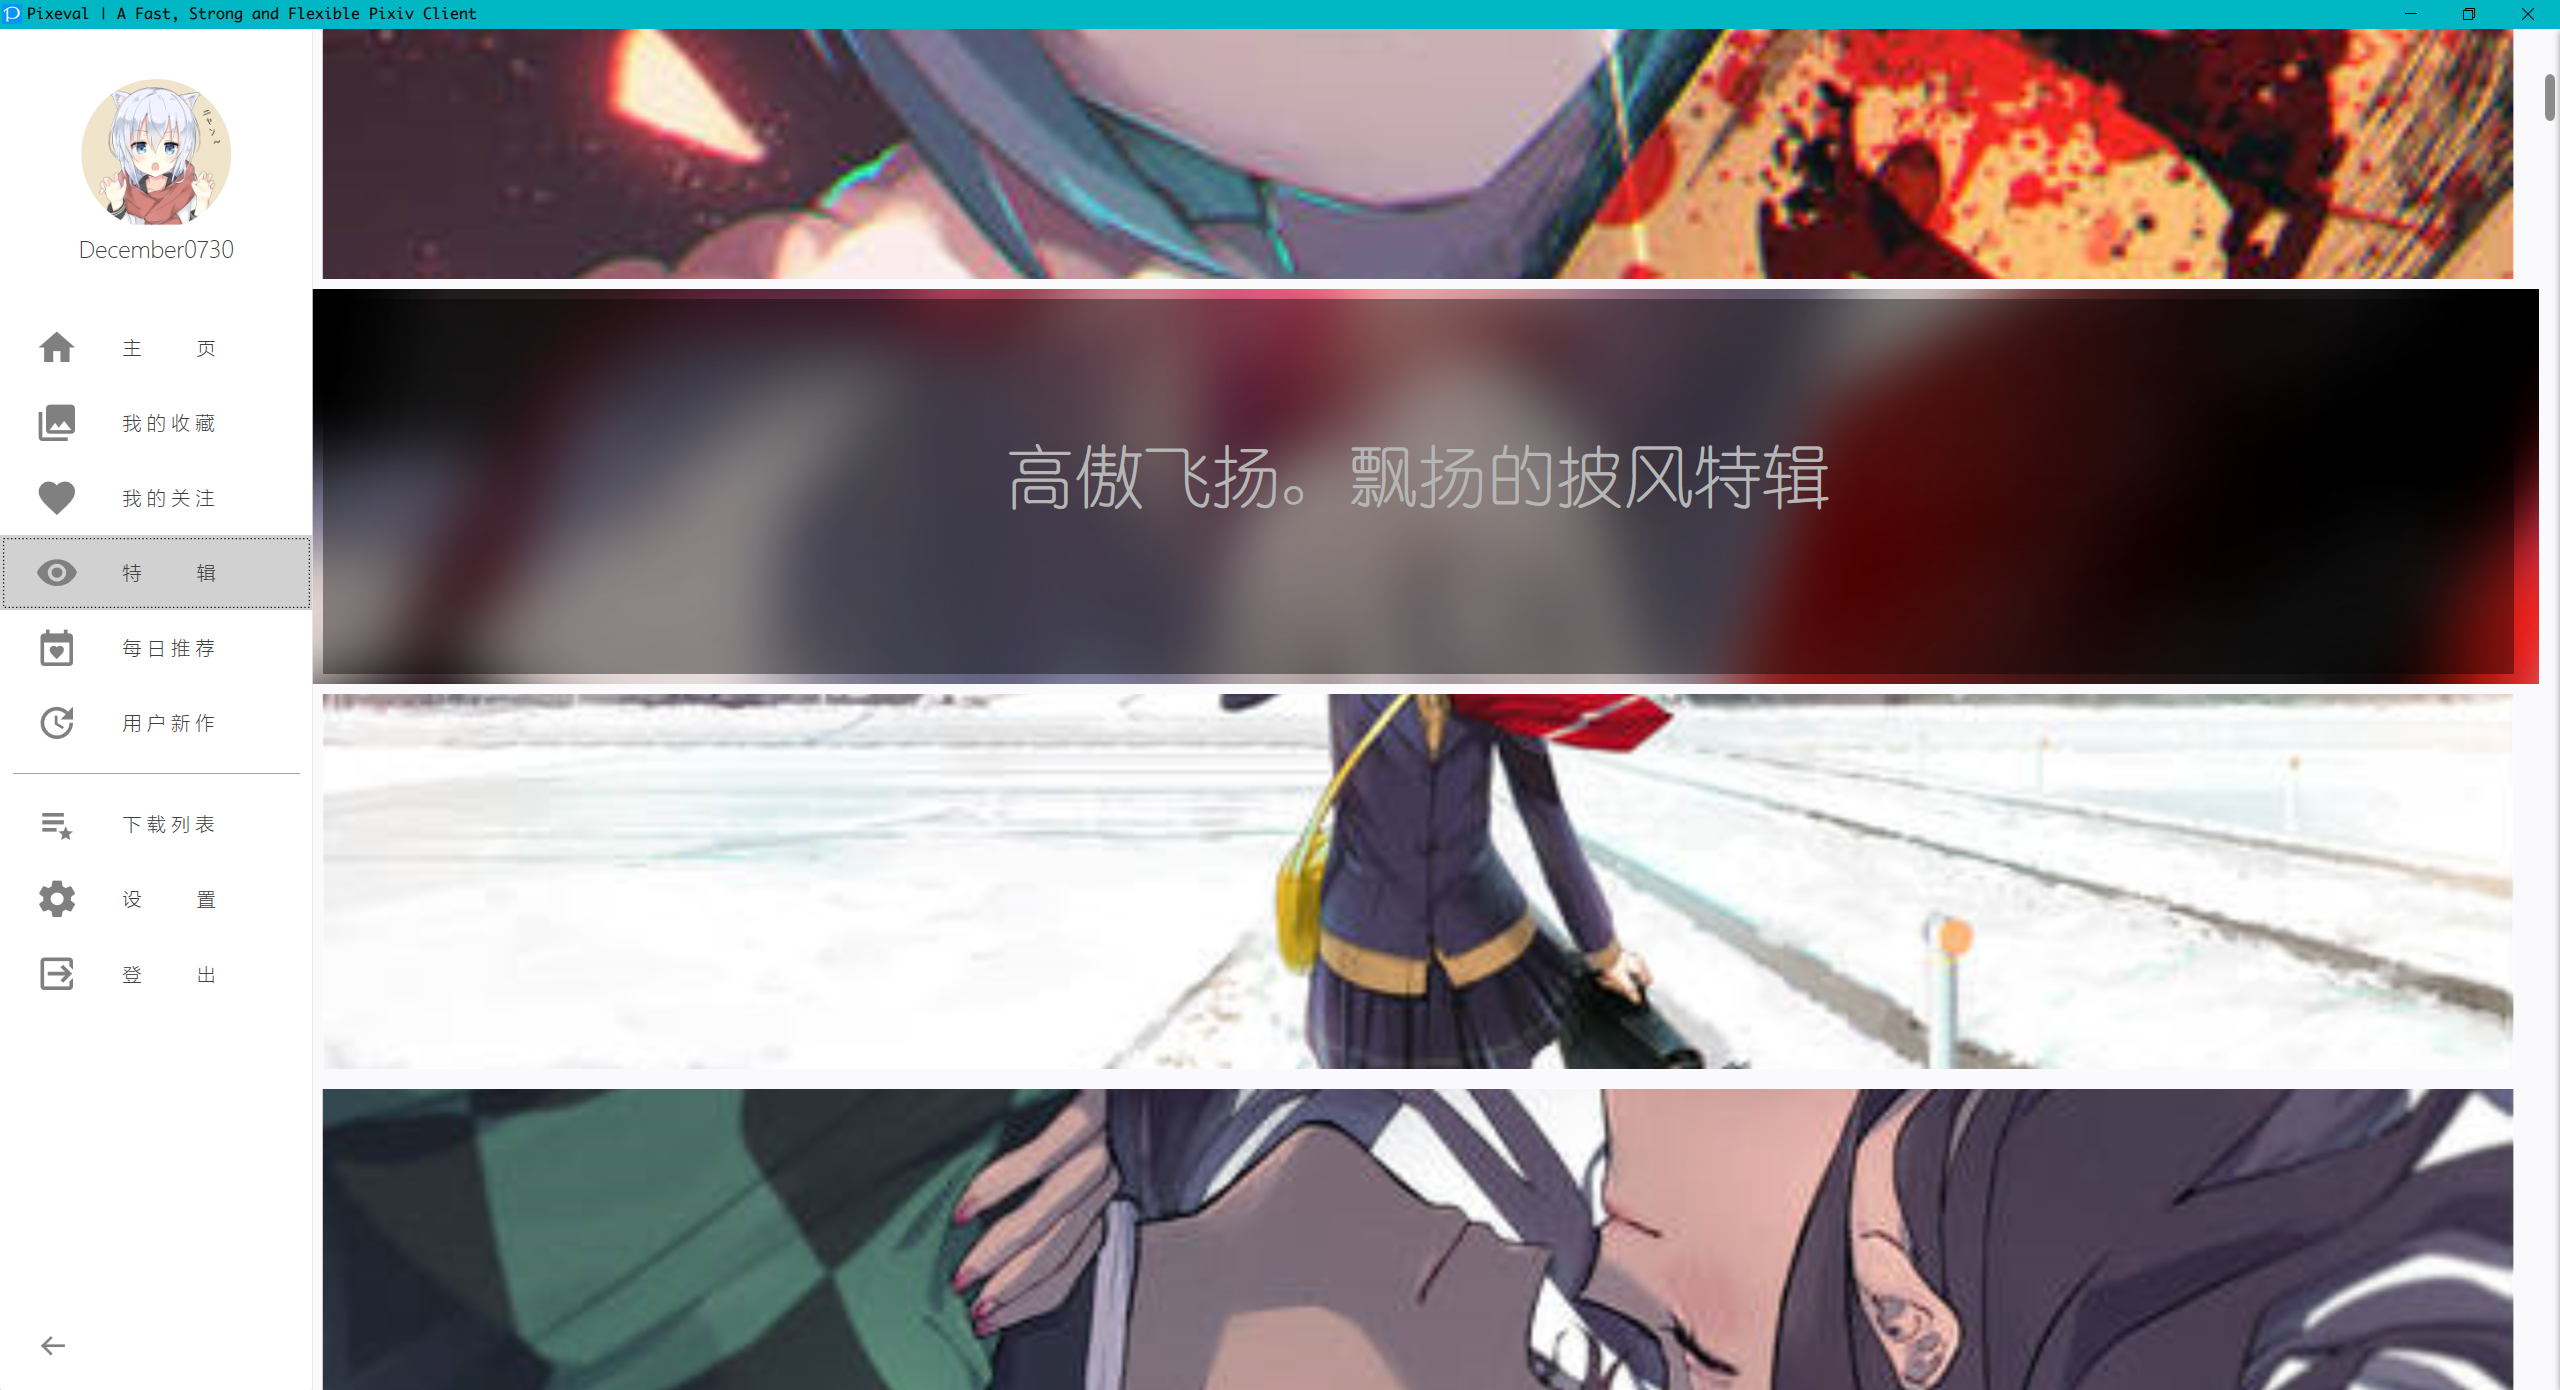 Pixeval | A Fast, Strong and Flexible Pixiv Client
December0730
主 页
我的收藏
我的关注
特 辑
每日推荐
用户新作
下载列表
设 置
登 出
高傲飞扬。飘扬的披风特辑